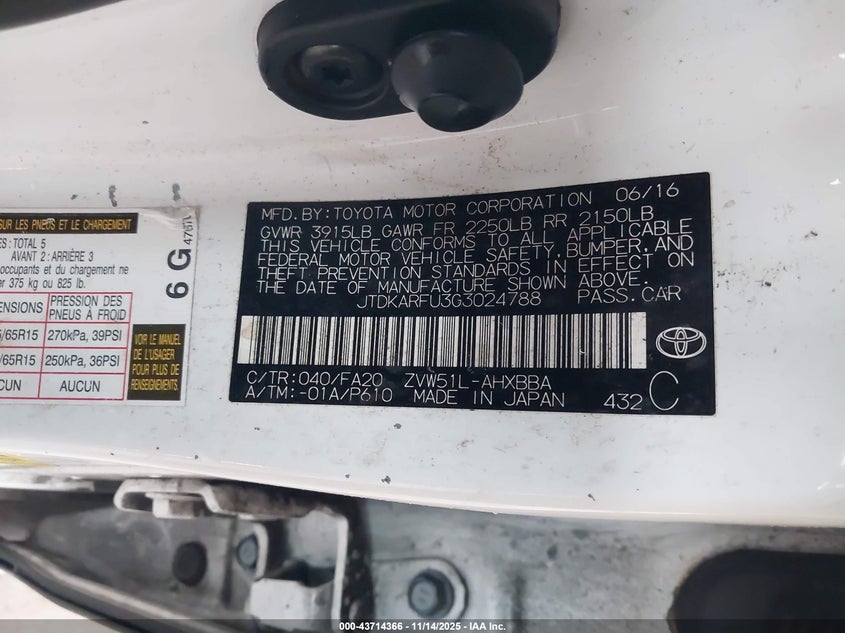 SUR LES PNEUS ET LE CHARGEMENT
: TOTAL 5
AVANT 2: ARRIÈRE 3
occupants et du chargement ne
375 kg ou 825 lb.
PRESSION DES
PNEUS À FROID
/65R15 270kPa, 39PSI
/65R15 250kPa, 36PSI
AUCUN
VOIR LE MANUEL
DE L'USAGER
POUR PLUS DE
RENSEIGNEMENTS.
6 G
MFD.BY:TOYOTA MOTOR CORPORATION 06/16
GVWR 3915LB GAWR FR 2250LB RR 2150LB
THIS VEHICLE CONFORMS TO ALL APPLICABLE
FEDERAL MOTOR VEHICLE SAFETY,BUMPER,AND
THEFT PREVENTION STANDARDS IN EFFECT ON
THE DATE OF MANUFACTURE SHOWN ABOVE.
JTDKARFU3G3024788 PASS.CAR
C/TR:040/FA20 ZVW51L-AHXBBA
A/TM:-01A/P610 MADE IN JAPAN 432 C
000-43714366 - 11/14/2025 - IAA Inc.